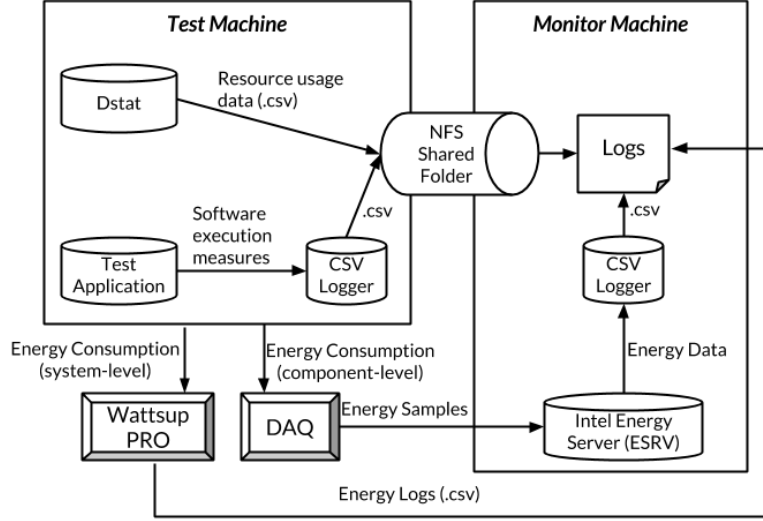 Test Machine
Monitor Machine
Dstat
Resource usage
data (.csv)
NFS
Shared
Folder
Logs
.csv
.csv
Software
execution
measures
Test
Application
CSV
Logger
CSV
Logger
Energy Consumption
(system-level)
Energy Consumption
(component-level)
Energy Data
Wattsup
PRO
DAQ
Energy Samples
Intel Energy
Server (ESRV)
Energy Logs (.csv)